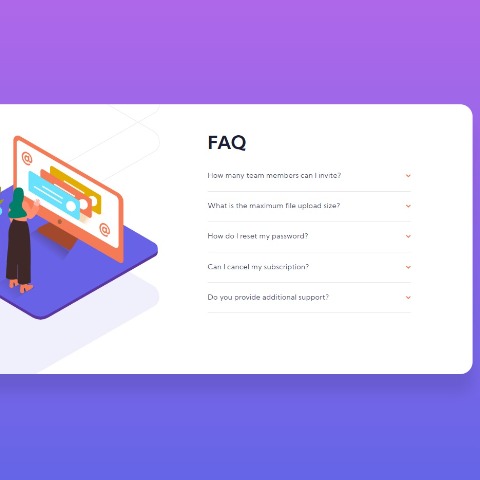 FAQ
How many team members can I invite?
What is the maximum file upload size?
How do I reset my password?
Can I cancel my subscription?
Do you provide additional support?
@
@